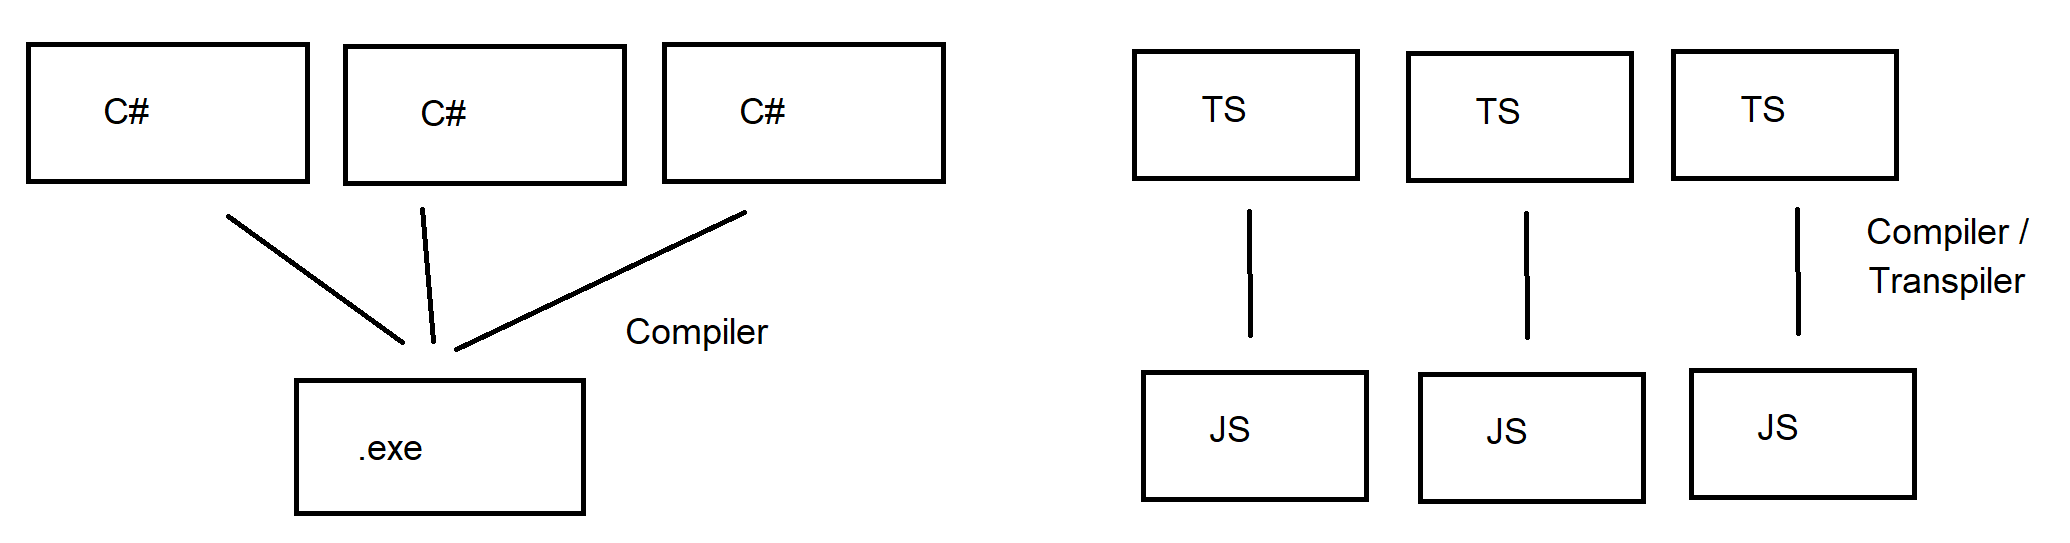 C#
C#
C#
Compiler
.exe
TS
TS
TS
Compiler /
Transpiler
JS
JS
JS